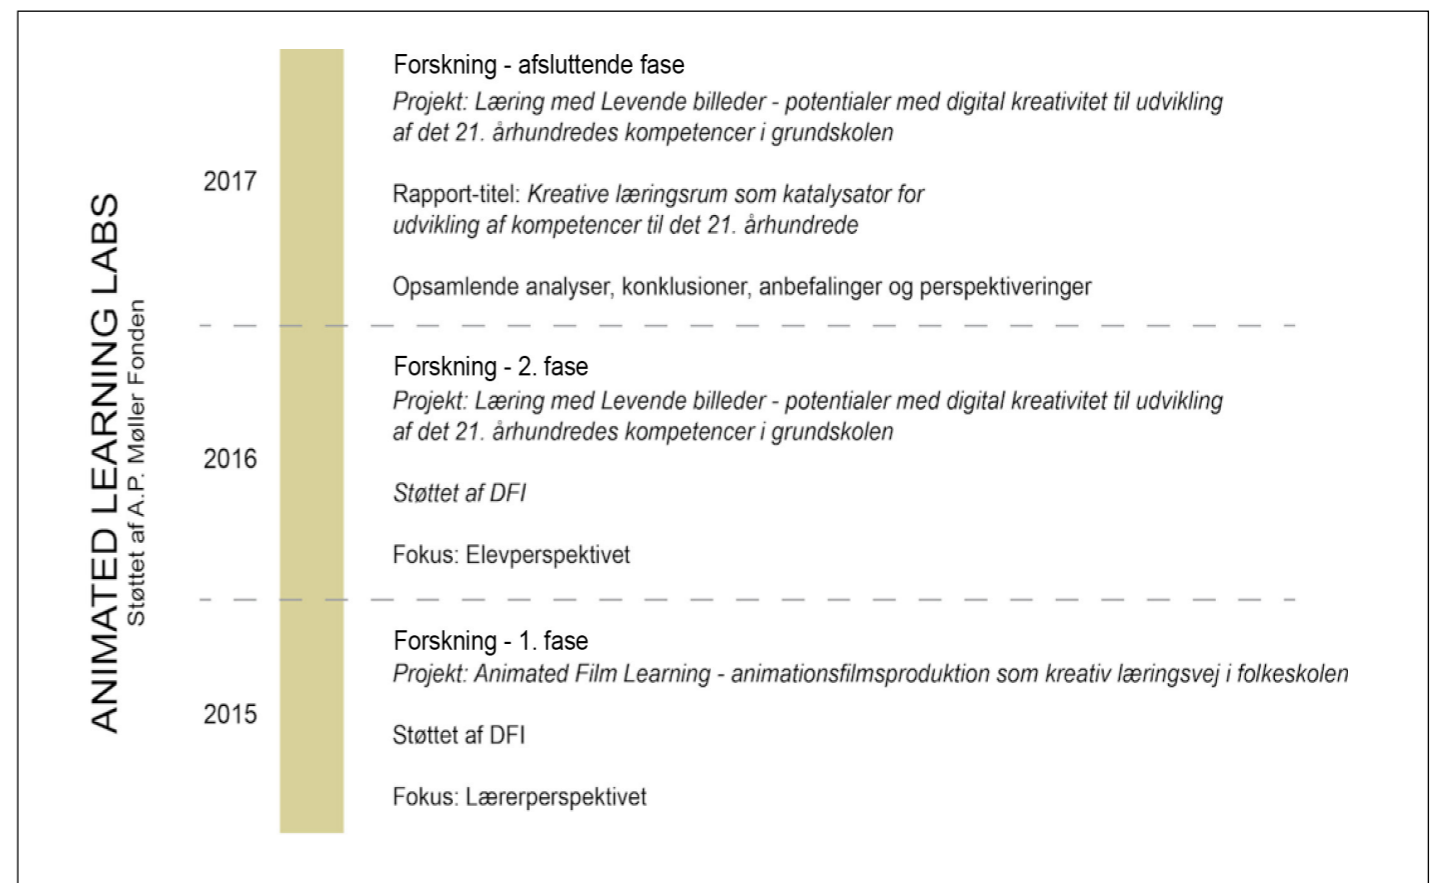 ANIMATED LEARNING LABS
Støttet af A.P. Møller Fonden
2017
Forskning - afsluttende fase
Projekt: Læring med Levende billeder - potentialer med digital kreativitet til udvikling
af det 21. århundredes kompetencer i grundskolen
Rapport-titel: Kreative læringsrum som katalysator for
udvikling af kompetencer til det 21. århundrede
Opsamlende analyser, konklusioner, anbefalinger og perspektiveringer
2016
Forskning - 2. fase
Projekt: Læring med Levende billeder - potentialer med digital kreativitet til udvikling
af det 21. århundredes kompetencer i grundskolen
Støttet af DFI
Fokus: Elevperspektivet
2015
Forskning - 1. fase
Projekt: Animated Film Learning - animationsfilmsproduktion som kreativ læringsvej i folkeskolen
Støttet af DFI
Fokus: Lærerperspektivet